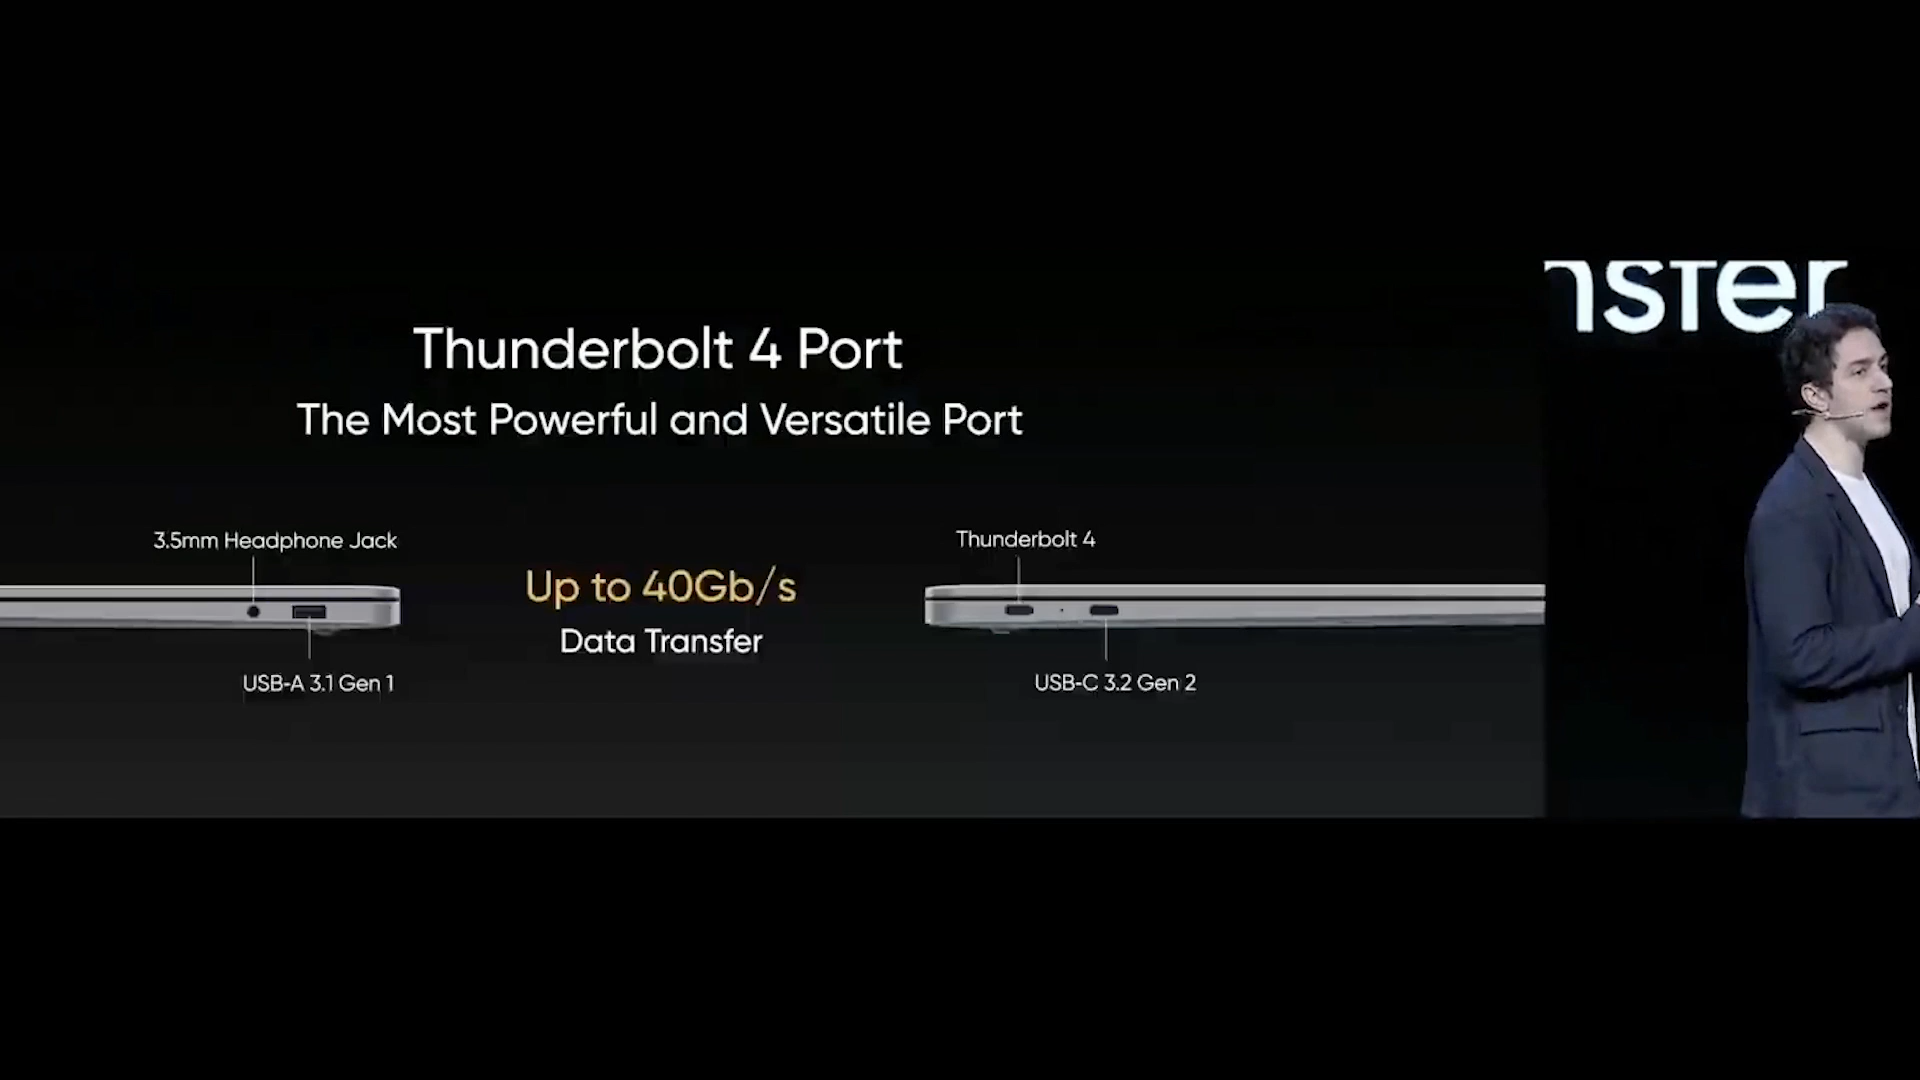 Thunderbolt 4 Port
The Most Powerful and Versatile Port
3.5mm Headphone Jack
Thunderbolt 4
Up to 40Gb/s
Data Transfer
USB-A 3.1 Gen 1
USB-C 3.2 Gen 2